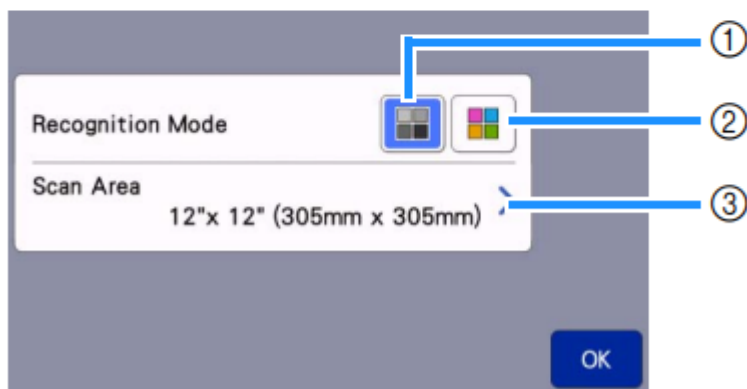 ①
Recognition Mode
②
Scan Area
12"x 12" (305mm x 305mm)
③
OK